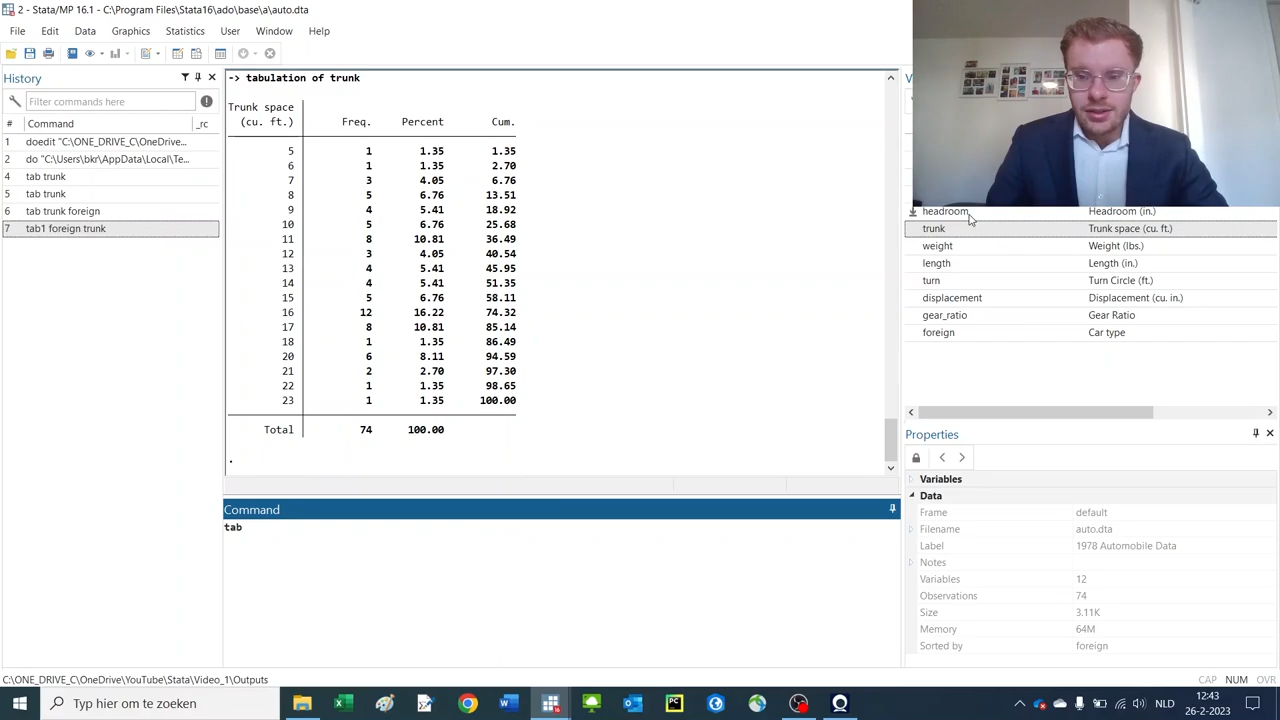 2 - Stata/MP 16.1 - C:\Program Files\Stata16\ado\base\a\auto.dta
File Edit Data Graphics Statistics User Window Help
History
Filter commands here
# Command _rc
1 doedit "C:\ONE_DRIVE_C\OneDrive...
2 do "C:\Users\bkr\AppData\Local\Te...
4 tab trunk
5 tab trunk
6 tab trunk foreign
7 tab1 foreign trunk
-> tabulation of trunk
Trunk space
(cu. ft.) Freq. Percent Cum.
5 1 1.35 1.35
6 1 1.35 2.70
7 3 4.05 6.76
8 5 6.76 13.51
9 4 5.41 18.92
10 5 6.76 25.68
11 8 10.81 36.49
12 3 4.05 40.54
13 4 5.41 45.95
14 4 5.41 51.35
15 5 6.76 58.11
16 12 16.22 74.32
17 8 10.81 85.14
18 1 1.35 86.49
20 6 8.11 94.59
21 2 2.70 97.30
22 1 1.35 98.65
23 1 1.35 100.00
Total 74 100.00
.
Command
tab
headroom Headroom (in.)
trunk Trunk space (cu. ft.)
weight Weight (lbs.)
length Length (in.)
turn Turn Circle (ft.)
displacement Displacement (cu. in.)
gear_ratio Gear Ratio
foreign Car type
Properties
Variables
Data
Frame default
Filename auto.dta
Label 1978 Automobile Data
Notes
Variables 12
Observations 74
Size 3.11K
Memory 64M
Sorted by foreign
C:\ONE_DRIVE_C\OneDrive\YouTube\Stata\Video_1\Outputs
CAP NUM OVR
Typ hier om te zoeken
NLD
12:43
26-2-2023